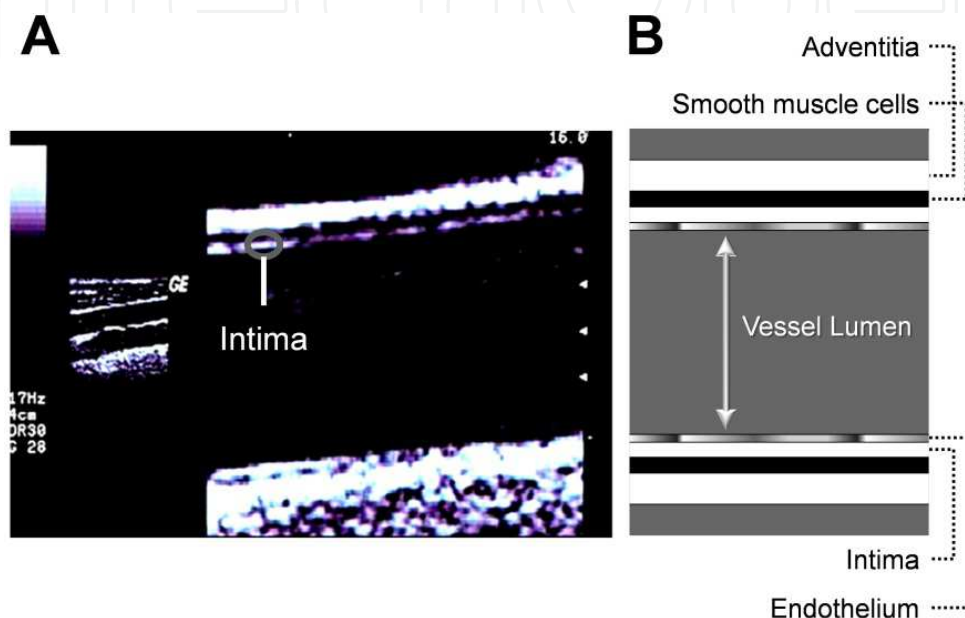 A
B
Adventitia
Smooth muscle cells
16.0
GE
Intima
Vessel Lumen
17Hz
4cm
DR30
G 28
Intima
Endothelium